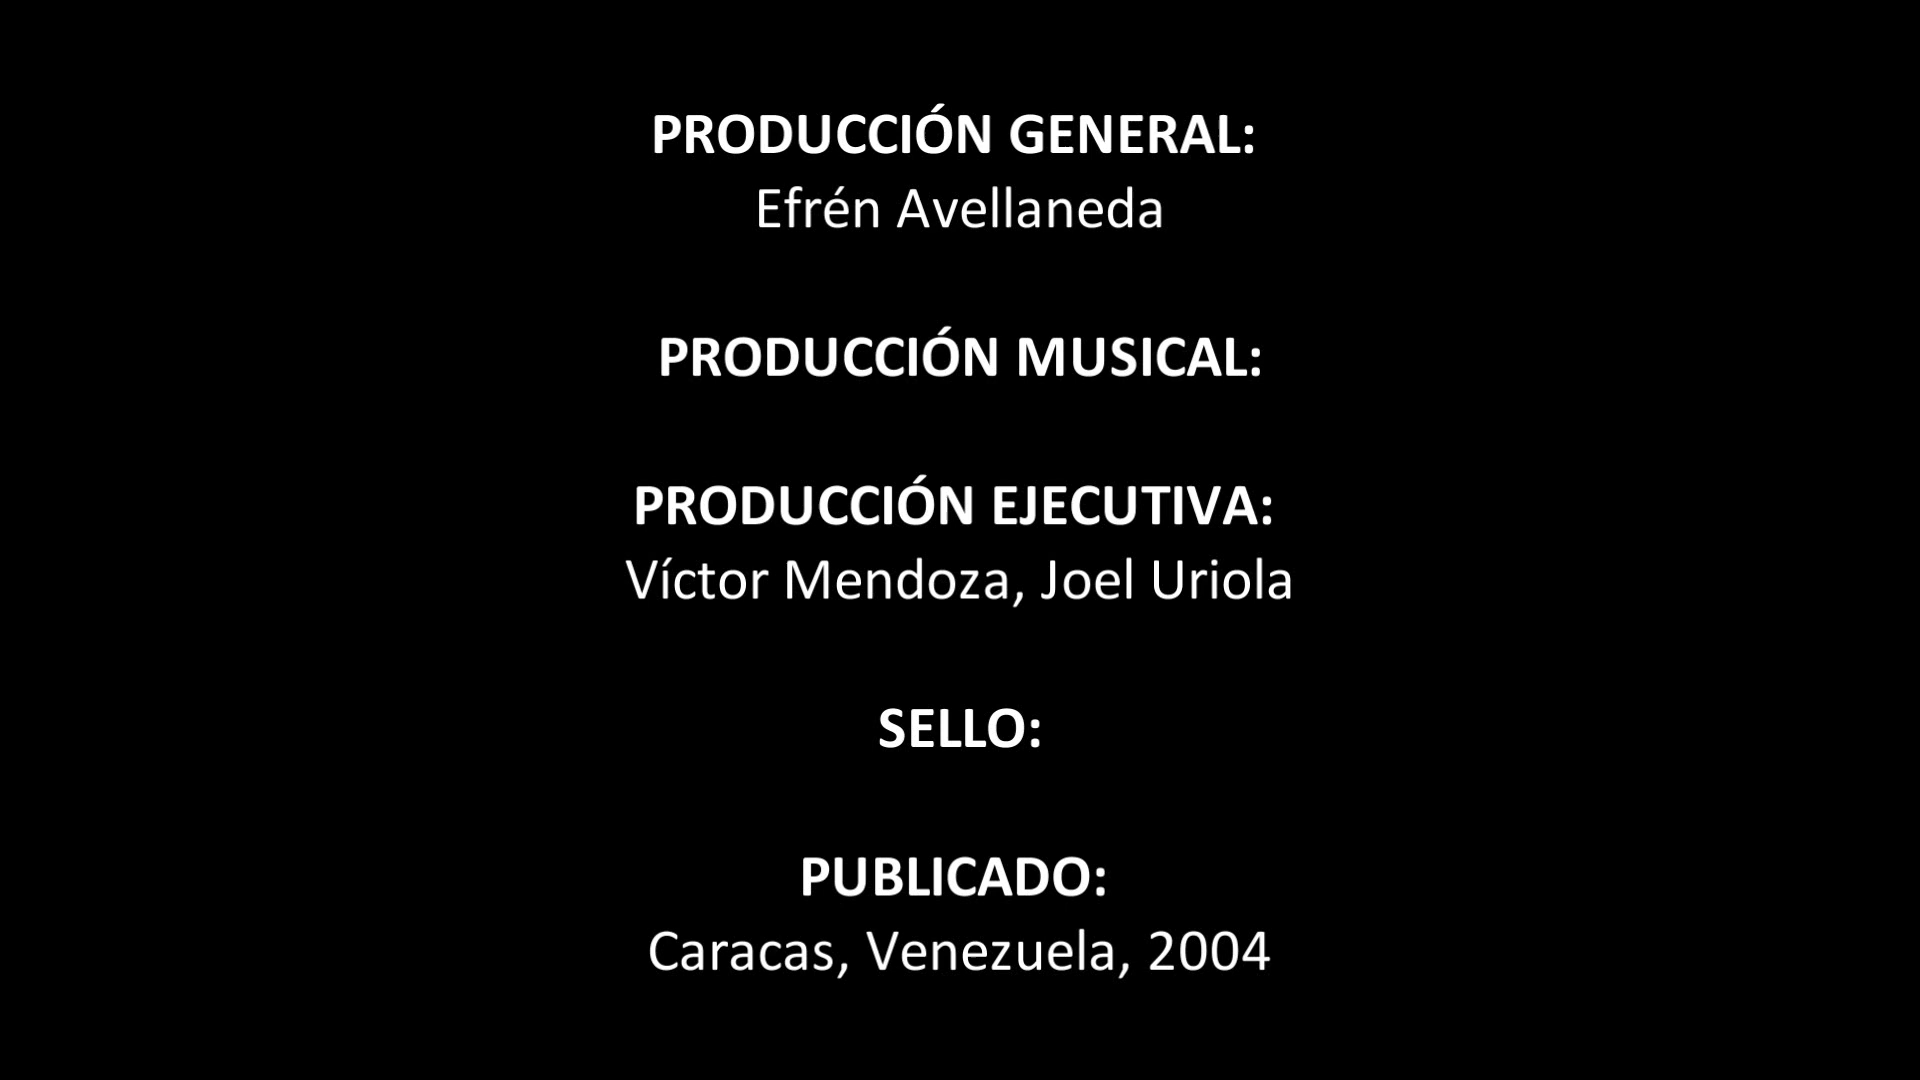 PRODUCCIÓN GENERAL:
Efrén Avellaneda
PRODUCCIÓN MUSICAL:
PRODUCCIÓN EJECUTIVA:
Víctor Mendoza, Joel Uriola
SELLO:
PUBLICADO:
Caracas, Venezuela, 2004